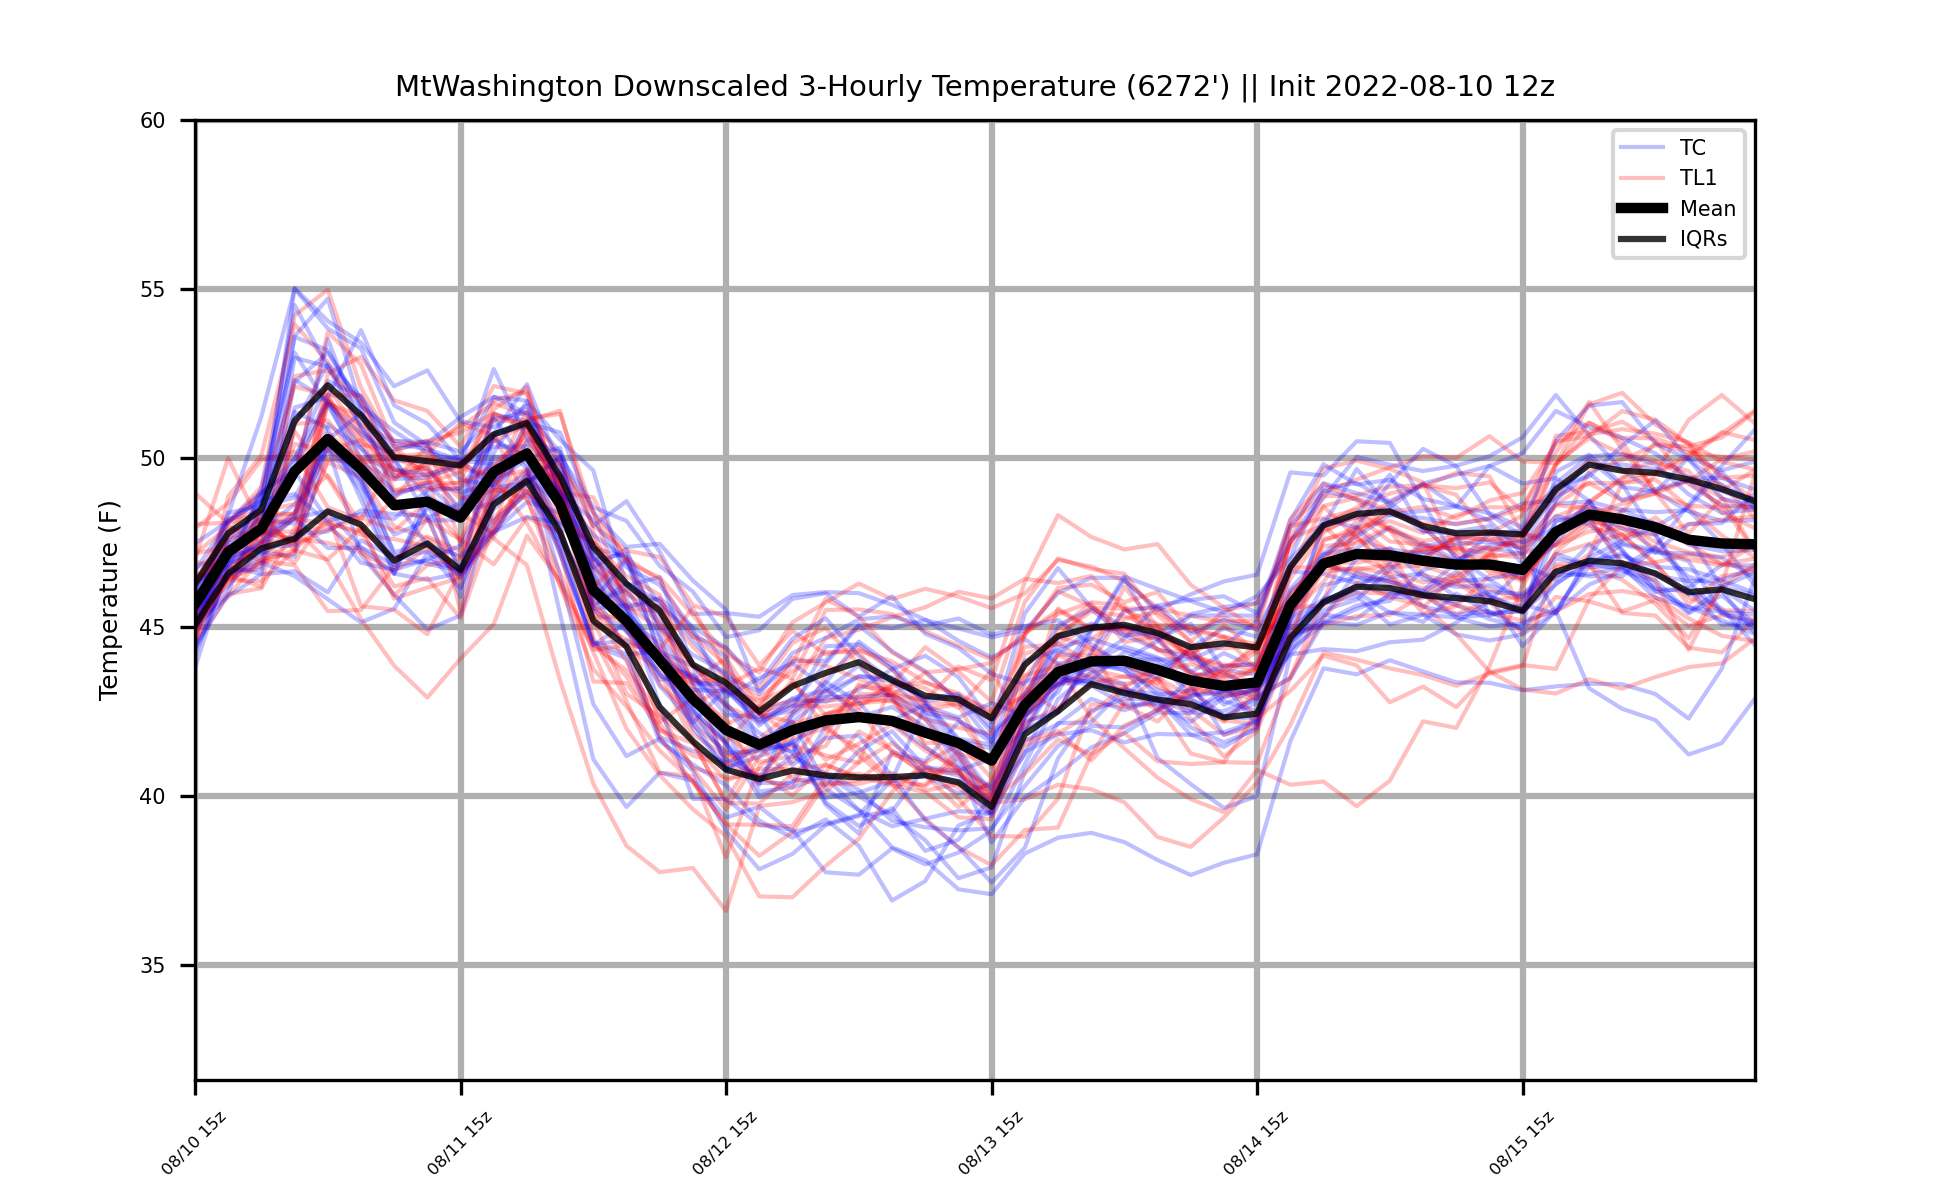 MtWashington Downscaled 3-Hourly Temperature (6272') || Init 2022-08-10 12z
TC
TL1
Mean
IQRs
Temperature (F)
60
55
50
45
40
35
08/10 15z
08/11 15z
08/12 15z
08/13 15z
08/14 15z
08/15 15z